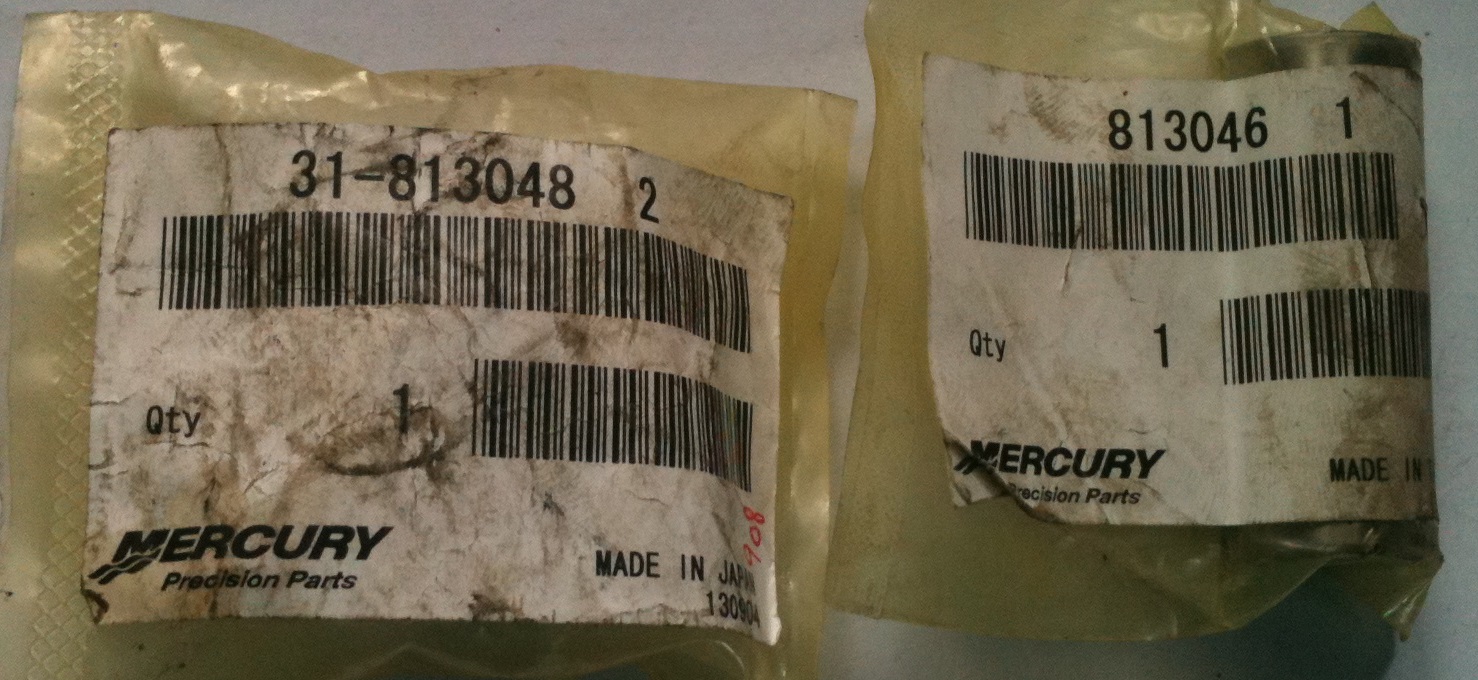 31-813048 2
Qty 1
MERCURY
Precision Parts
MADE IN JAPAN
130904
908
813046 1
Qty 1
MERCURY
Precision Parts
MADE IN